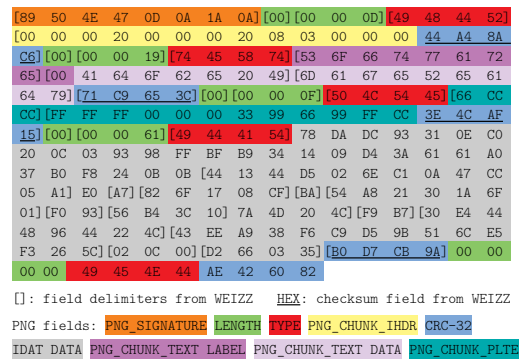 [89 50 4E 47 0D 0A 1A 0A] [00] [00 00 0D] [49 48 44 52]
[00 00 00 20 00 00 00 20 08 03 00 00 00 44 A4 8A
C6] [00] [00 00 19] [74 45 58 74] [53 6F 66 74 77 61 72
65] [00 41 64 6F 62 65 20 49] [6D 61 67 65 52 65 61
64 79] [71 C9 65 3C] [00] [00 00 0F] [50 4C 54 45] [66 CC
CC] [FF FF FF 00 00 00 33 99 66 99 FF CC 3E 4C AF
15] [00] [00 00 61] [49 44 41 54] 78 DA DC 93 31 0E C0
20 0C 03 93 98 FF BF B9 34 14 09 D4 3A 61 61 A0
37 B0 F8 24 0B 0B [44 13 44 D5 02 6E C1 0A 47 CC
05 A1] E0 [A7] [82 6F 17 08 CF] [BA] [54 A8 21 30 1A 6F
01] [F0 93] [56 B4 3C 10] 7A 4D 20 4C] [F9 B7] [30 E4 44
48 96 44 22 4C] [43 EE A9 38 F6 C9 D5 9B 51 6C E5
F3 26 5C] [02 0C 00] [D2 66 03 35] [B0 D7 CB 9A] 00 00
00 00 49 45 4E 44 AE 42 60 82
[]: field delimiters from WEIZZ HEX: checksum field from WEIZZ
PNG fields: PNG_SIGNATURE LENGTH TYPE PNG_CHUNK_IHDR CRC-32
IDAT DATA PNG_CHUNK_TEXT LABEL PNG_CHUNK_TEXT DATA PNG_CHUNK_PLTE